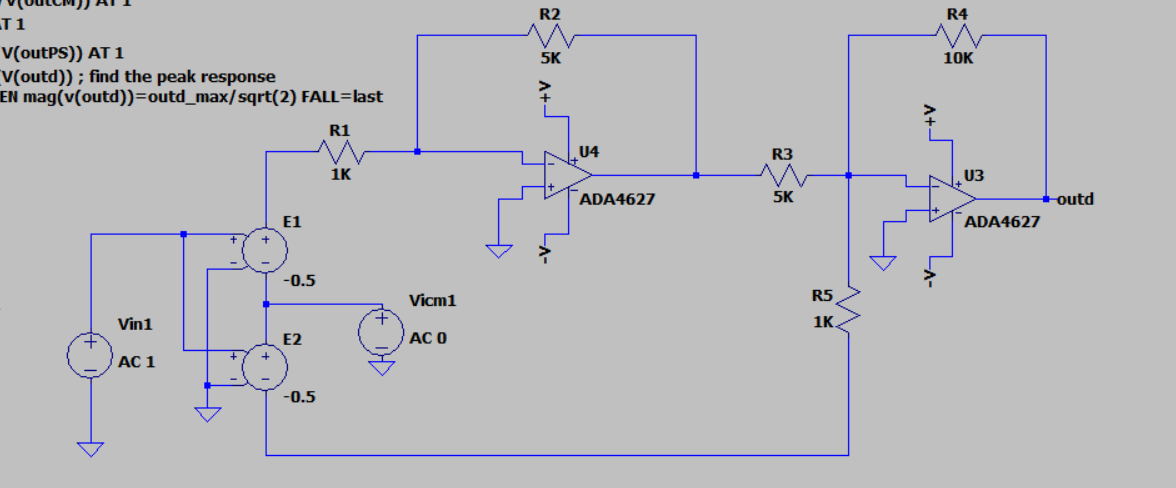 V(outCM)) AT 1
AT 1
V(outPS)) AT 1
V(outd)) ; find the peak response
EN mag(v(outd))=outd_max/sqrt(2) FALL=last
R2
5K
R4
10K
+V
+V
R1
1K
U4
ADA4627
-V
R3
5K
U3
ADA4627
-V
outd
E1
-0.5
Vicm1
AC 0
R5
1K
Vin1
AC 1
E2
-0.5